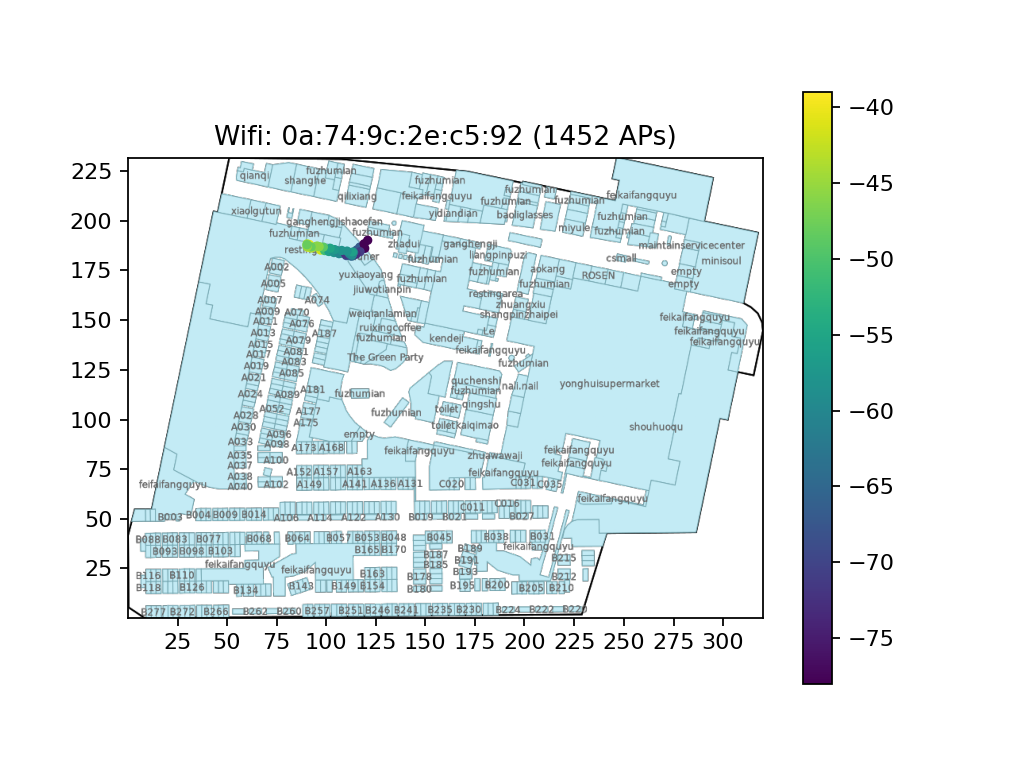 Wifi: 0a:74:9c:2e:c5:92 (1452 APs)
225
200
175
150
125
100
75
50
25
25 50 75 100 125 150 175 200 225 250 275 300
−40
−45
−50
−55
−60
−65
−70
−75
qianqi shanghe fuzhumian fuzhumian fuzhumian feikaifangquyu
qilixiang feikaifangquyu fuzhumian fuzhumian
xiaolgutun yidiandian baoliglasses fuzhumian
ganghengjishaoefan miyule fuzhumian
fuzhumian fuzhumian
zhadui ganghengji maintainservicecenter
fuzhumian liangpinpuzi csmall minisoul
A002 yuxiaoyang fuzhumian fuzhumian aokang ROSEN empty
A005 jiuwotianpin fuzhumian empty
A007 A074 restingarea
A009 A070 weiqianlamian zhuangxiu
A011 A076 shangpinzhaipei feikaifangquyu
A013 A187 ruixingcoffee feikaifangquyu
A015 A079 fuzhumian kendeji feikaifangquyu
A017 A081 The Green Party feikaifangquyu
A019 A083 fuzhumian
A021 A085 quchenshi nail.nail yonghuisupermarket
A024 A089 A181 fuzhumian fuzhumian
A052 A177 fuzhumian toilet qingshu
A028 A175 toiletkaiqimao shouhuoqu
A030 A096 empty
A033 A098 A173 A168 feikaifangquyu feikaifangquyu
A035 A100 zhuawawaji
A037 A152 A157 A163 feikaifangquyu feikaifangquyu
A038 A102 A149 A141 A136 A131 C020 C031 C035
A040 feifaifangquyu feikaifangquyu
B003 B004 B009 B014 A106 A114 A122 A130 B019 B021 C011 C016 B027
B088 B083 B077 B068 B064 B057 B053 B048 B045 B038 B031
B093 B098 B103 B165 B170 B187 B189 feikaifangquyu
feikaifangquyu feikaifangquyu B185 B191 B215
B116 B110 B163 B178 B193 B212
B118 B126 B134 B143 B149 B154 B180 B195 B200 B205 B210
B277 B272 B266 B262 B260 B257 B251 B246 B241 B235 B230 B224 B222 B220